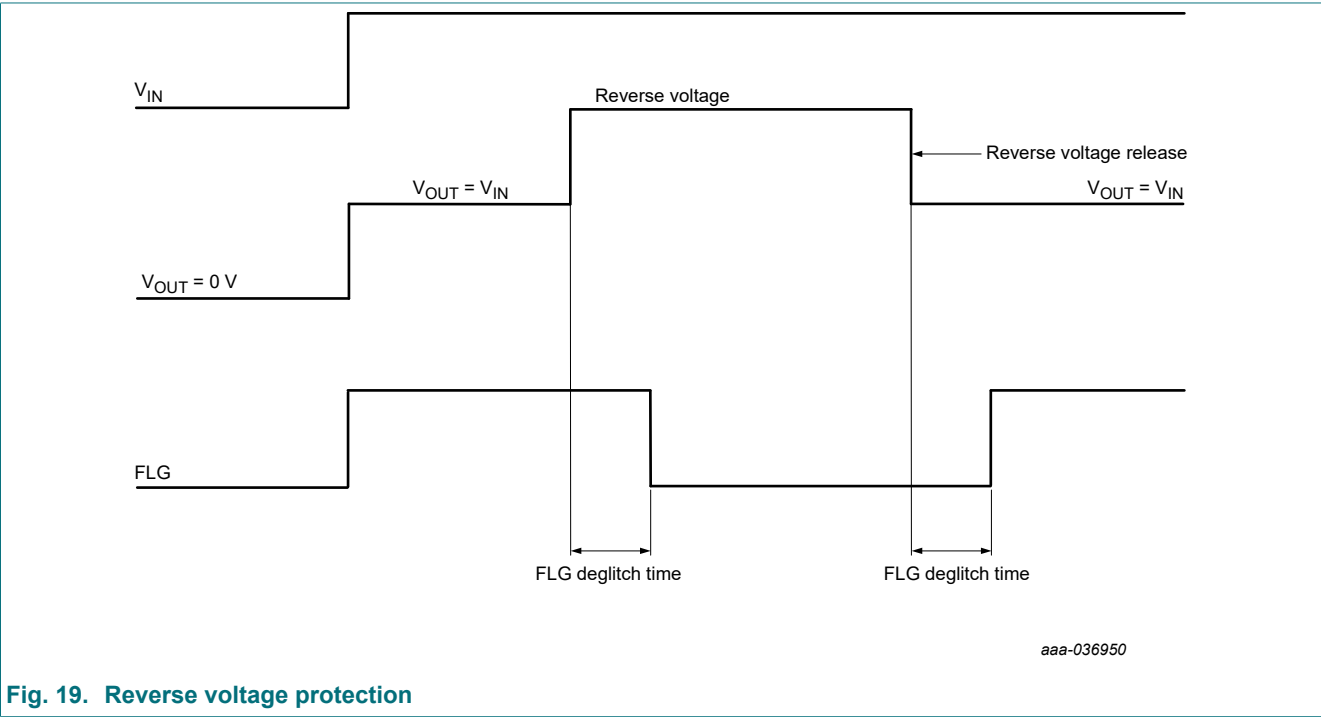 V_IN
Reverse voltage
Reverse voltage release
V_OUT = V_IN
V_OUT = V_IN
V_OUT = 0 V
FLG
FLG deglitch time
FLG deglitch time
aaa-036950
Fig. 19. Reverse voltage protection